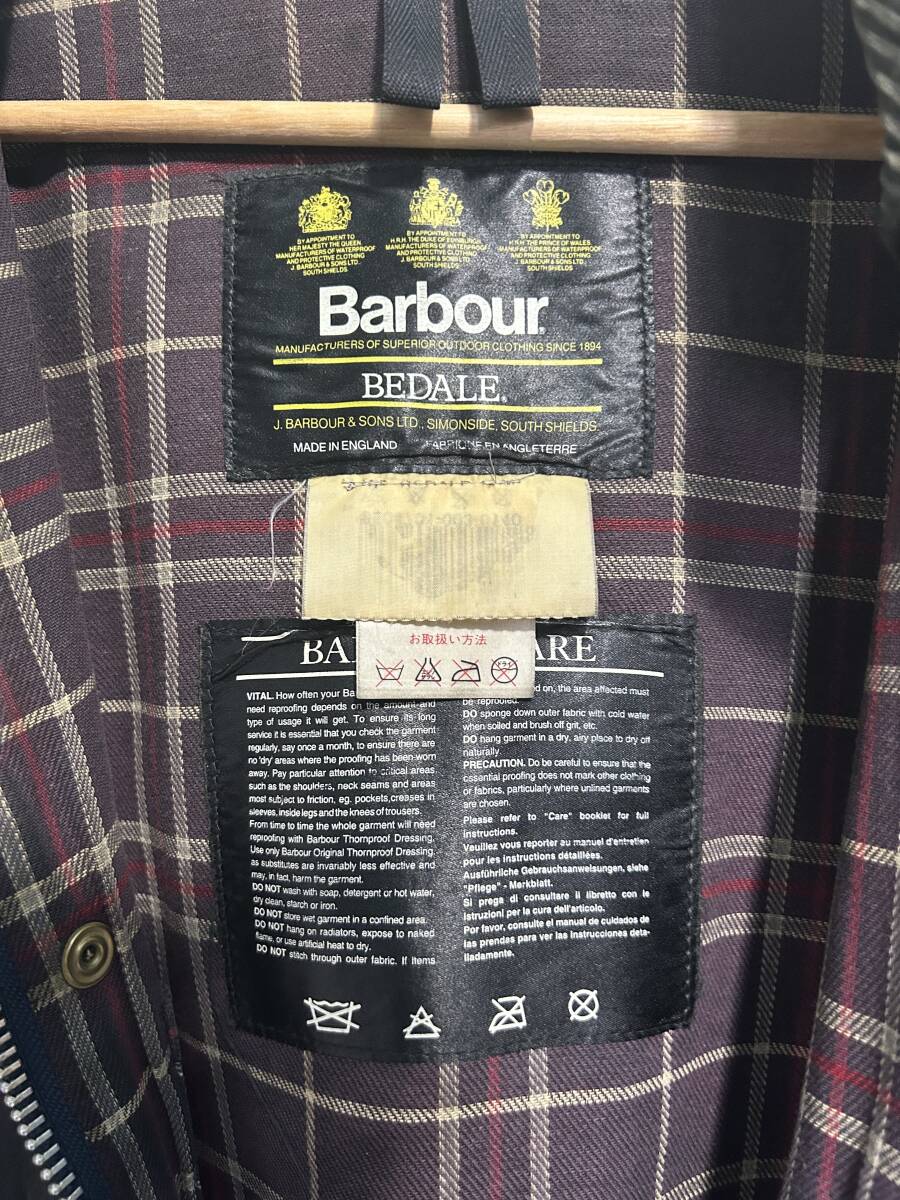 BY APPOINTMENT TO
HER MAJESTY THE QUEEN
MANUFACTURERS OF WATERPROOF
AND PROTECTIVE CLOTHING
J. BARBOUR & SONS LTD.
SOUTH SHIELDS
BY APPOINTMENT TO
H.R.H. THE DUKE OF EDINBURGH
MANUFACTURERS OF WATERPROOF
AND PROTECTIVE CLOTHING
J. BARBOUR & SONS LTD.
SOUTH SHIELDS
BY APPOINTMENT TO
H.R.H. THE PRINCE OF WALES
MANUFACTURERS OF WATERPROOF
AND PROTECTIVE CLOTHING
J. BARBOUR & SONS LTD.
SOUTH SHIELDS
Barbour®
MANUFACTURERS OF SUPERIOR OUTDOOR CLOTHING SINCE 1894
BEDALE®
J. BARBOUR & SONS LTD., SIMONSIDE, SOUTH SHIELDS.
MADE IN ENGLAND FABRIQUE EN ANGLETERRE
お取扱い方法
ドライ
BA ARE
VITAL. How often your Ba
need reproofing depends on the amount and
type of usage it will get. To ensure its long
service it is essential that you check the garment
regularly, say once a month, to ensure there are
no 'dry' areas where the proofing has been worn
away. Pay particular attention to critical areas
such as the shoulders, neck seams and areas
most subject to friction, eg. pockets, creases in
sleeves, inside legs and the knees of trousers.
From time to time the whole garment will need
reproofing with Barbour Thornproof Dressing.
Use only Barbour Original Thornproof Dressing,
as substitutes are invariably less effective and
may, in fact, harm the garment.
DO NOT wash with soap, detergent or hot water,
dry clean, starch or iron.
DO NOT store wet garment in a confined area.
DO NOT hang on radiators, expose to naked
flame, or use artificial heat to dry.
DO NOT stitch through outer fabric. If items
ed on, the area affected must
be reproofed.
DO sponge down outer fabric with cold water
when soiled and brush off grit, etc.
DO hang garment in a dry, airy place to dry off
naturally.
PRECAUTION. Do be careful to ensure that the
essential proofing does not mark other clothing
or fabrics, particularly where unlined garments
are chosen.
Please refer to "Care" booklet for full
instructions.
Veuillez vous reporter au manuel d'entretien
pour les instructions détaillées.
Ausführliche Gebrauchsanweisungen, siehe
"Pflege" - Merkblatt.
Si prega di consultare il libretto con le
istruzioni per la cura dell'articolo.
Por favor, consulte el manual de cuidados de
las prendas para ver las instrucciones deta-
lladamente.